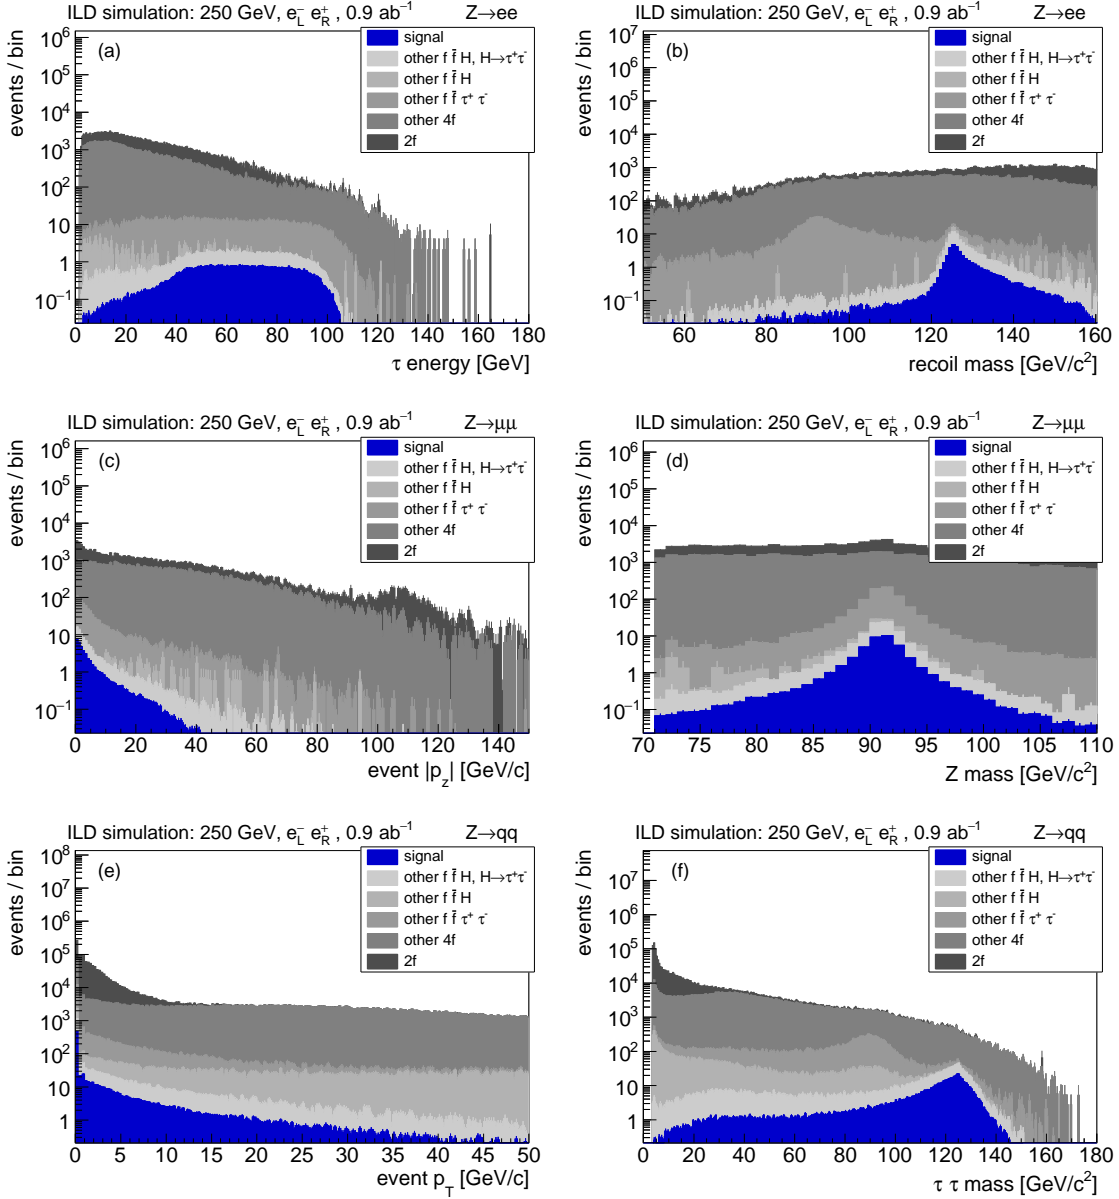 ILD simulation: 250 GeV, e⁻_L e⁺_R , 0.9 ab⁻¹ Z→ee
events / bin
(a)
signal
other f f̄ H, H→τ⁺τ⁻
other f f̄ H
other f f̄ τ⁺ τ⁻
other 4f
2f
10⁶
10⁵
10⁴
10³
10²
10
1
10⁻¹
0 20 40 60 80 100 120 140 160 180
τ energy [GeV]
ILD simulation: 250 GeV, e⁻_L e⁺_R , 0.9 ab⁻¹ Z→ee
events / bin
(b)
signal
other f f̄ H, H→τ⁺τ⁻
other f f̄ H
other f f̄ τ⁺ τ⁻
other 4f
2f
10⁷
10⁶
10⁵
10⁴
10³
10²
10
1
10⁻¹
60 80 100 120 140 160
recoil mass [GeV/c²]
ILD simulation: 250 GeV, e⁻_L e⁺_R , 0.9 ab⁻¹ Z→μμ
events / bin
(c)
signal
other f f̄ H, H→τ⁺τ⁻
other f f̄ H
other f f̄ τ⁺ τ⁻
other 4f
2f
10⁶
10⁵
10⁴
10³
10²
10
1
10⁻¹
0 20 40 60 80 100 120 140
event |p_z| [GeV/c]
ILD simulation: 250 GeV, e⁻_L e⁺_R , 0.9 ab⁻¹ Z→μμ
events / bin
(d)
signal
other f f̄ H, H→τ⁺τ⁻
other f f̄ H
other f f̄ τ⁺ τ⁻
other 4f
2f
10⁶
10⁵
10⁴
10³
10²
10
1
10⁻¹
70 75 80 85 90 95 100 105 110
Z mass [GeV/c²]
ILD simulation: 250 GeV, e⁻_L e⁺_R , 0.9 ab⁻¹ Z→qq
events / bin
(e)
signal
other f f̄ H, H→τ⁺τ⁻
other f f̄ H
other f f̄ τ⁺ τ⁻
other 4f
2f
10⁸
10⁷
10⁶
10⁵
10⁴
10³
10²
10
1
0 5 10 15 20 25 30 35 40 45 50
event p_T [GeV/c]
ILD simulation: 250 GeV, e⁻_L e⁺_R , 0.9 ab⁻¹ Z→qq
events / bin
(f)
signal
other f f̄ H, H→τ⁺τ⁻
other f f̄ H
other f f̄ τ⁺ τ⁻
other 4f
2f
10⁷
10⁶
10⁵
10⁴
10³
10²
10
1
0 20 40 60 80 100 120 140 160 180
τ τ mass [GeV/c²]